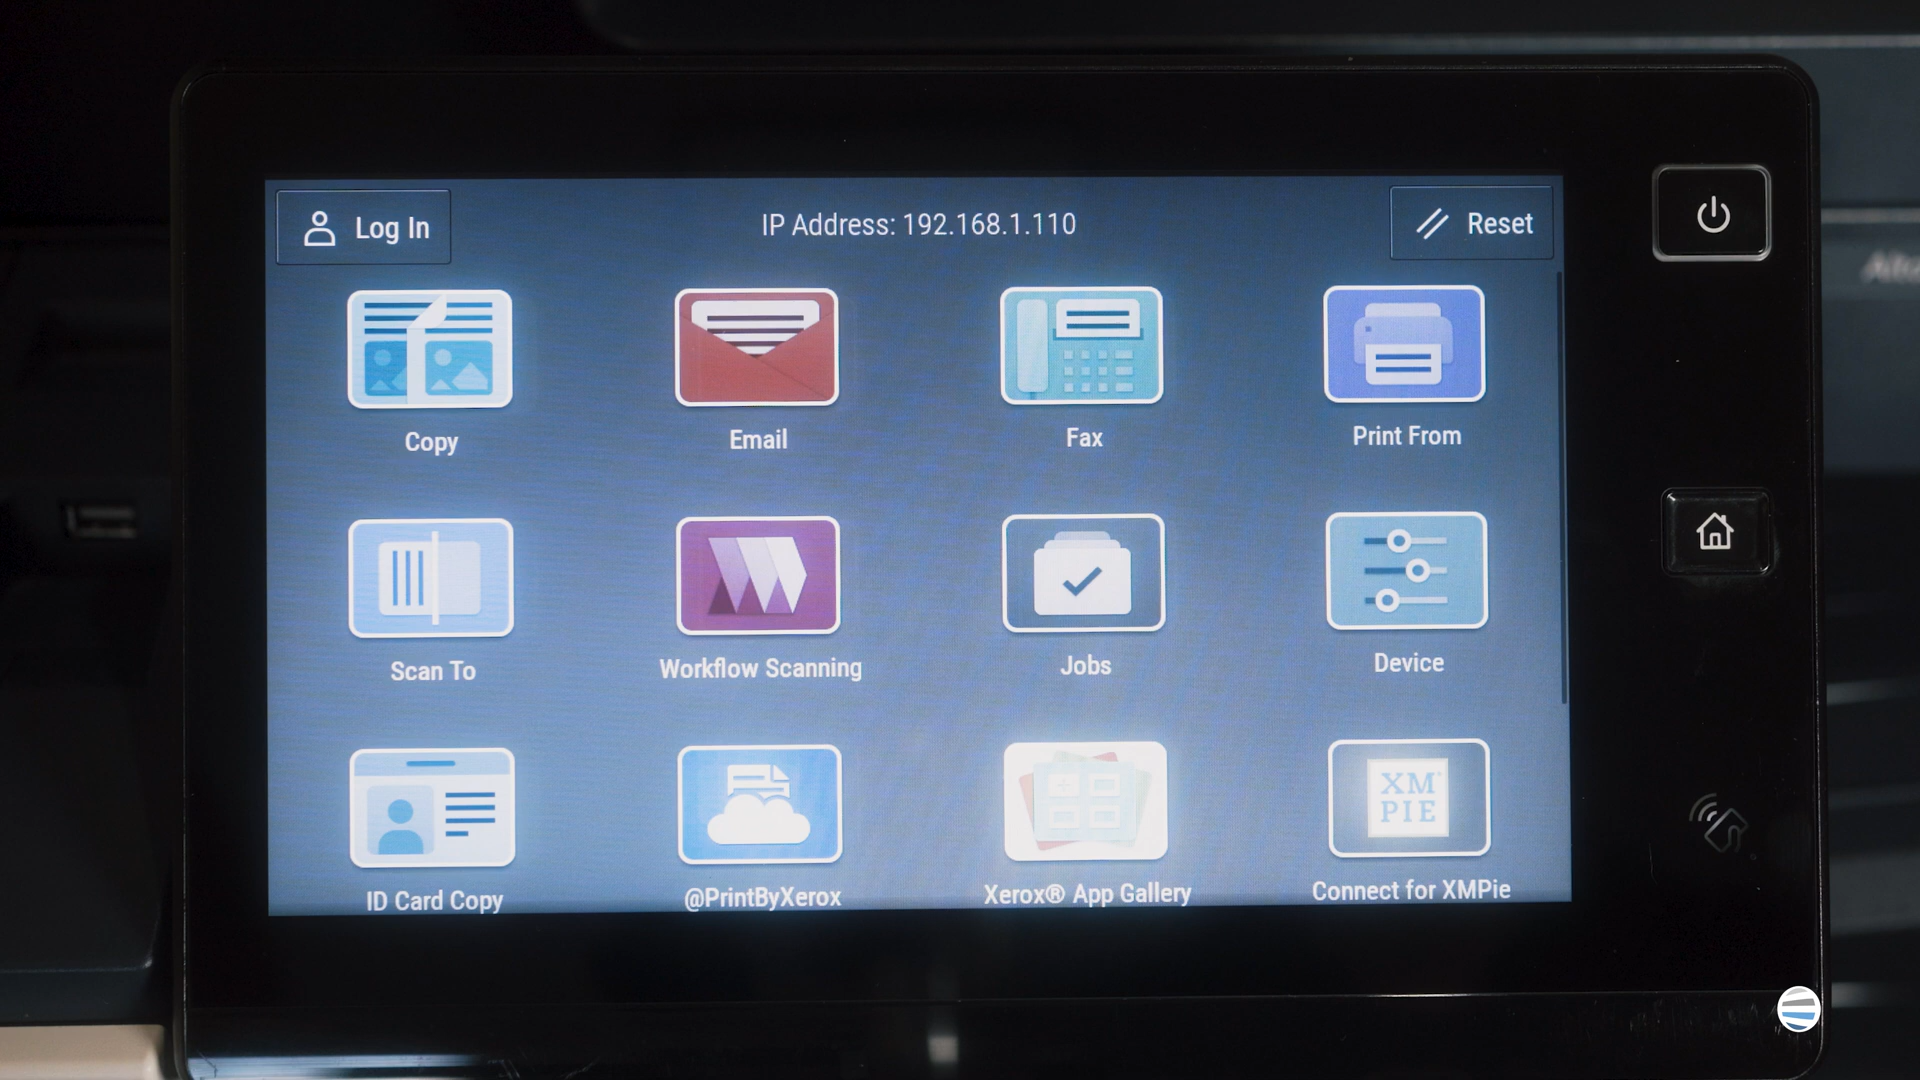 Log In
IP Address: 192.168.1.110
Reset
Copy
Email
Fax
Print From
Scan To
Workflow Scanning
Jobs
Device
XM
PIE
ID Card Copy
@PrintByXerox
Xerox® App Gallery
Connect for XMPie